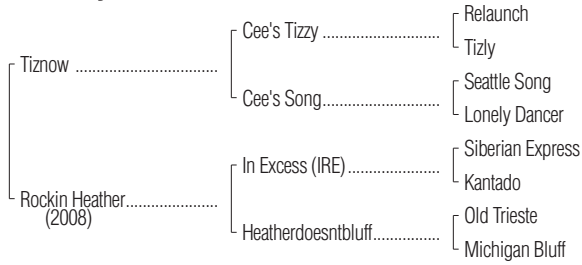 Relaunch
Cee's Tizzy
Tizly
Tiznow
Seattle Song
Cee's Song
Lonely Dancer
Siberian Express
In Excess (IRE)
Kantado
Rockin Heather
(2008)
Old Trieste
Heatherdoesntbluff
Michigan Bluff